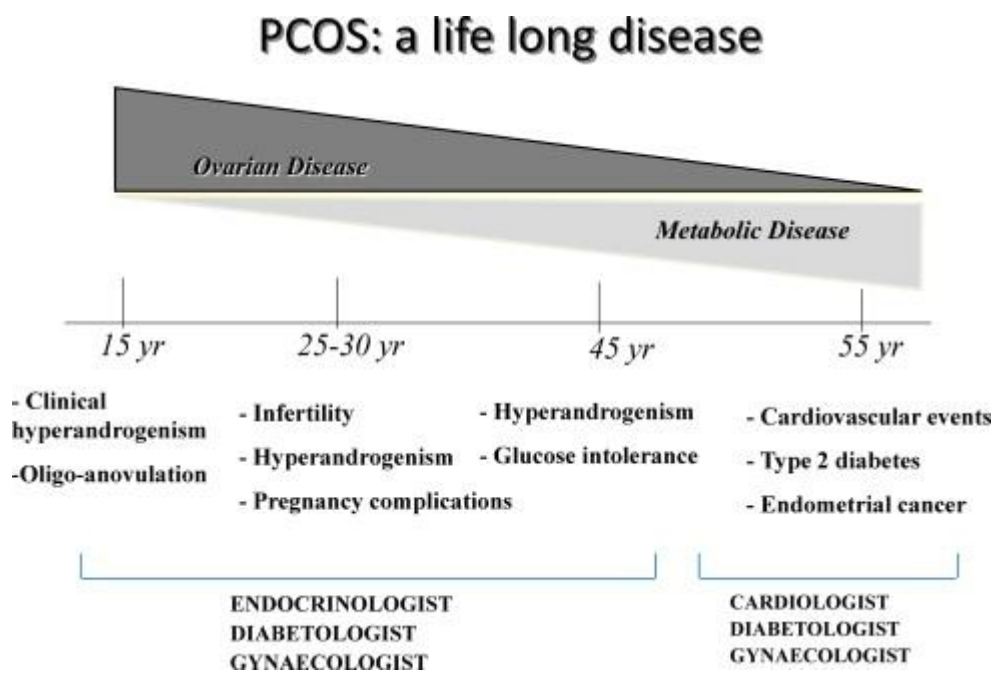 PCOS: a life long disease
Ovarian Disease
Metabolic Disease
15 yr
25-30 yr
45 yr
55 yr
- Clinical
hyperandrogenism
-Oligo-anovulation
- Infertility
- Hyperandrogenism
- Pregnancy complications
- Hyperandrogenism
- Glucose intolerance
- Cardiovascular events
- Type 2 diabetes
- Endometrial cancer
ENDOCRINOLOGIST
DIABETOLOGIST
GYNAECOLOGIST
CARDIOLOGIST
DIABETOLOGIST
GYNAECOLOGIST